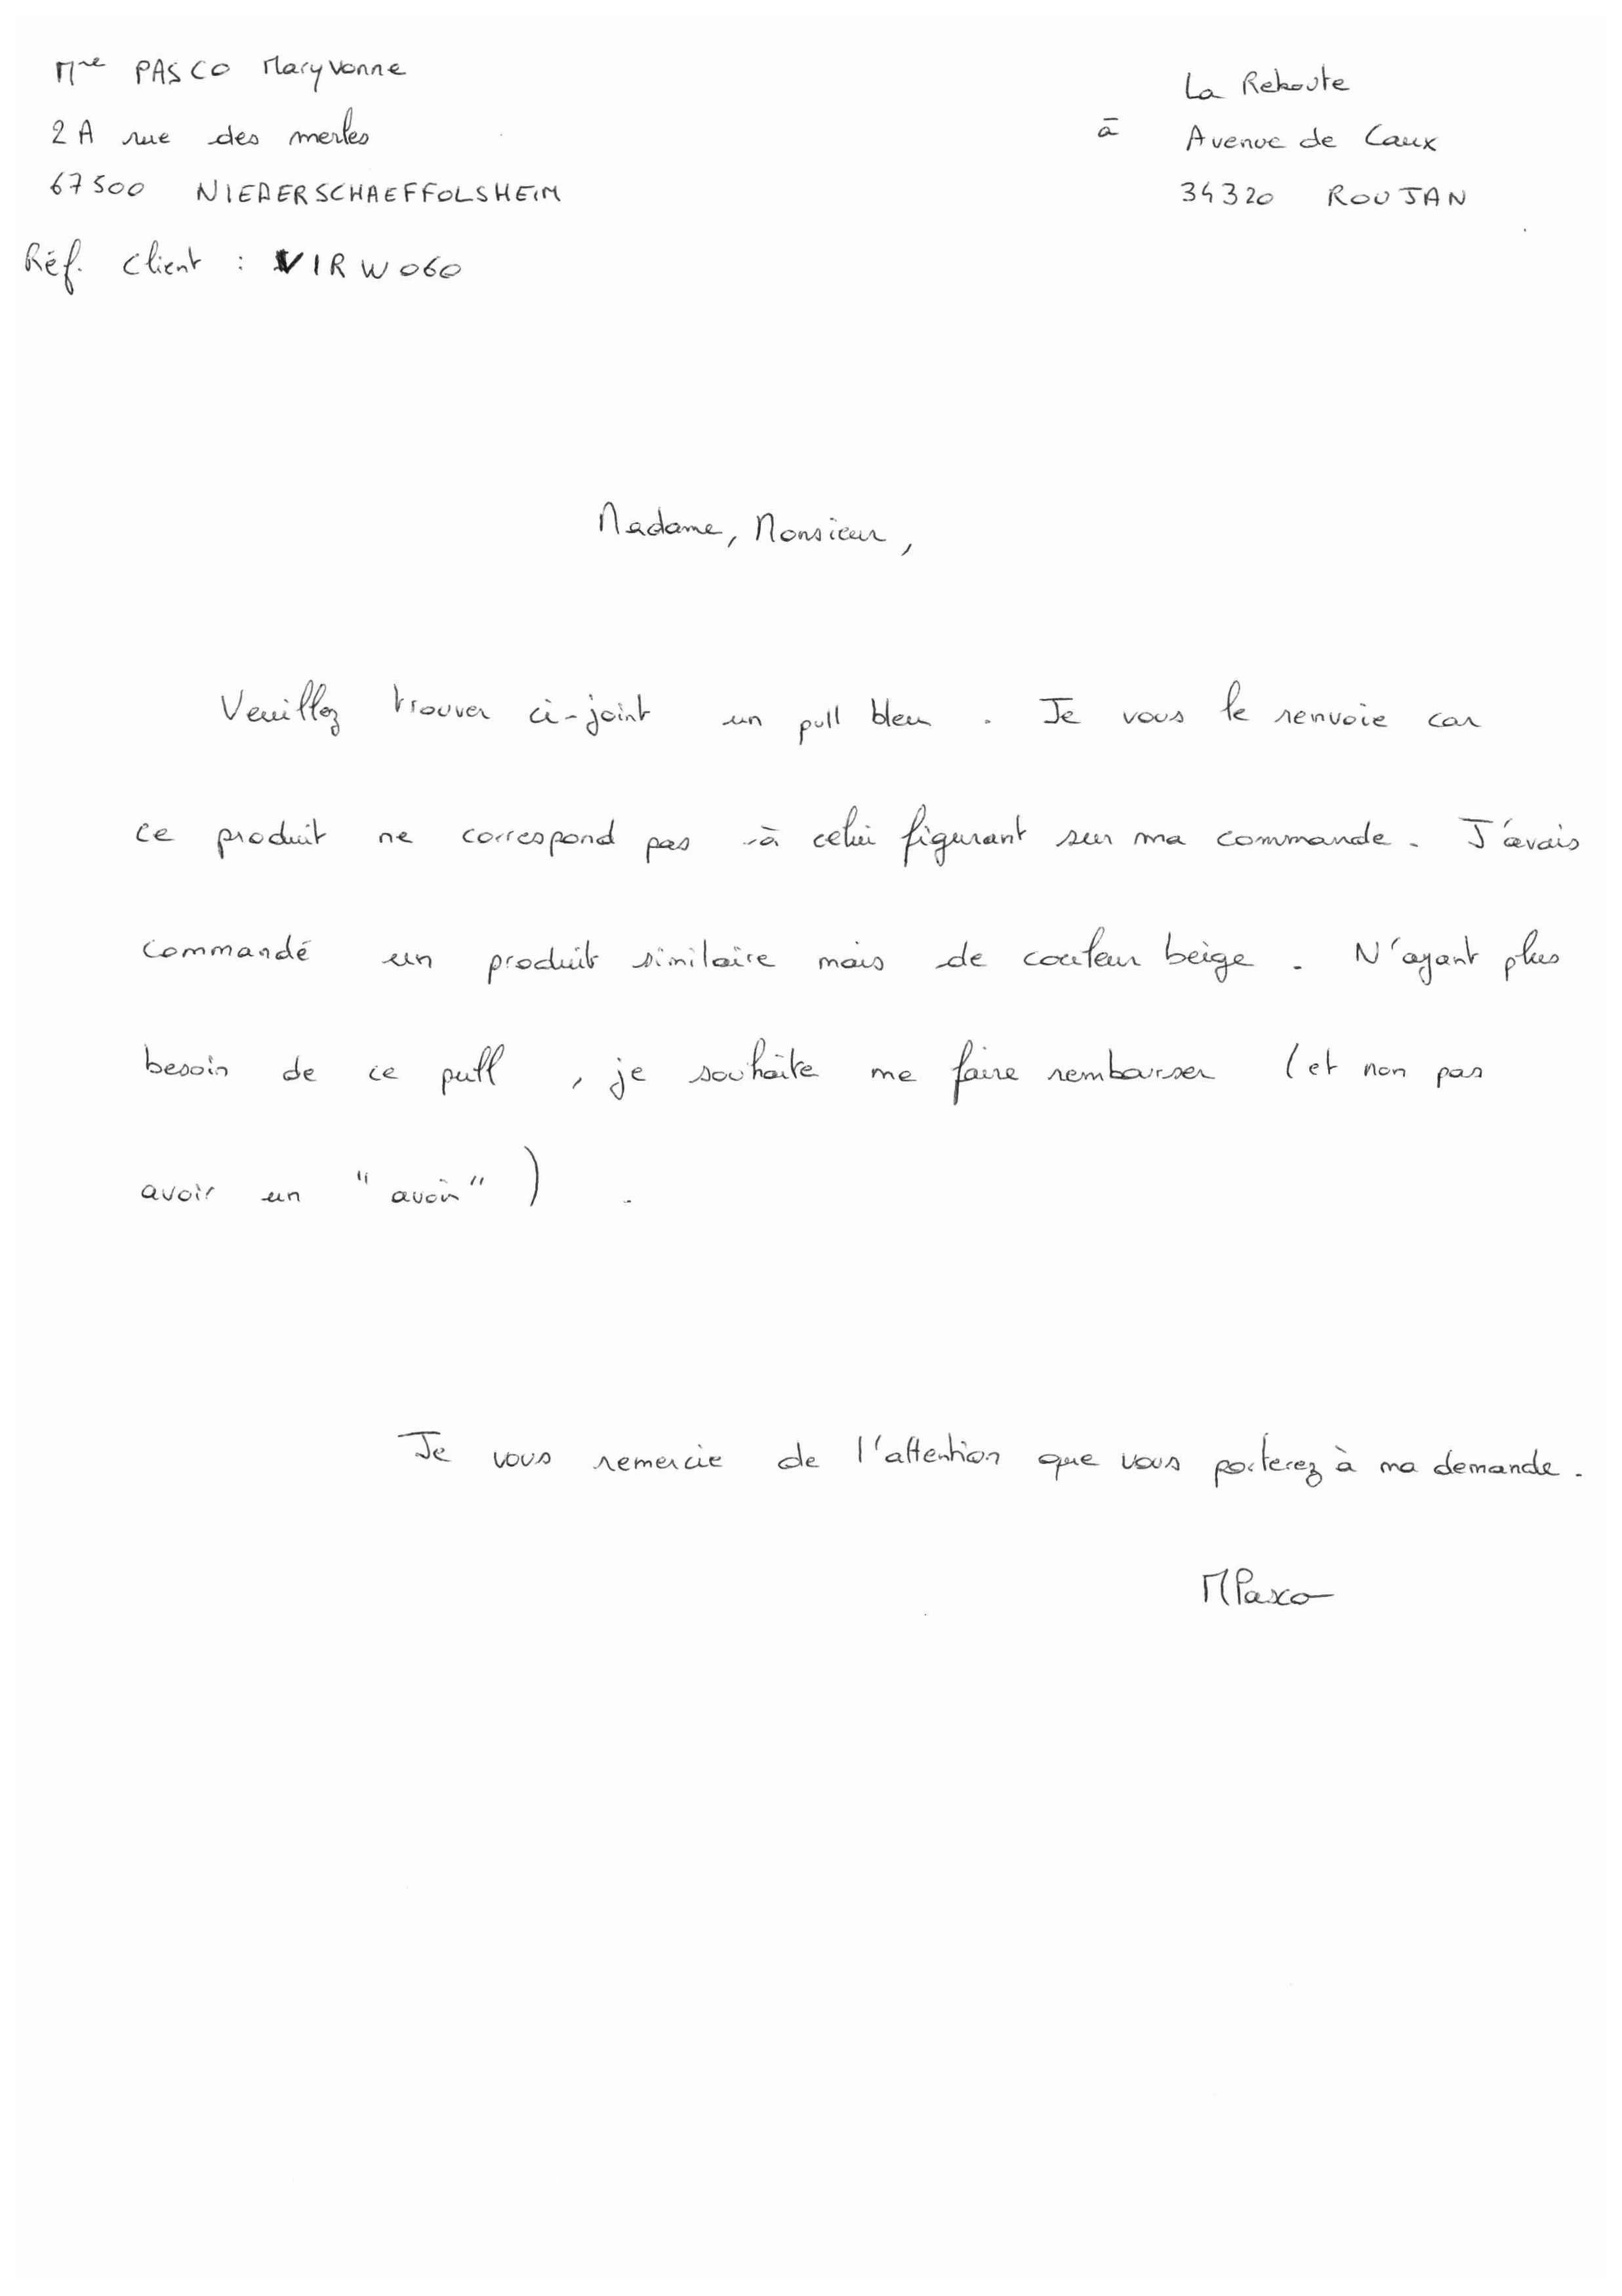 Mme PASCO Maryvonne
2A rue des merles
67500 NIEDERSCHAEFFOLSHEIM
Réf. client : VIRW060
La Reboute
à Avenue de Caux
34320 ROUJAN
Madame, Monsieur,
Veuillez trouver ci-joint un pull bleu. Je vous le renvoie car
ce produit ne correspond pas à celui figurant sur ma commande. J'avais
commandé un produit similaire mais de couleur beige. N'ayant plus
besoin de ce pull, je souhaite me faire rembourser (et non pas
avoir un "avoir").
Je vous remercie de l'attention que vous porterez à ma demande.
MPasco